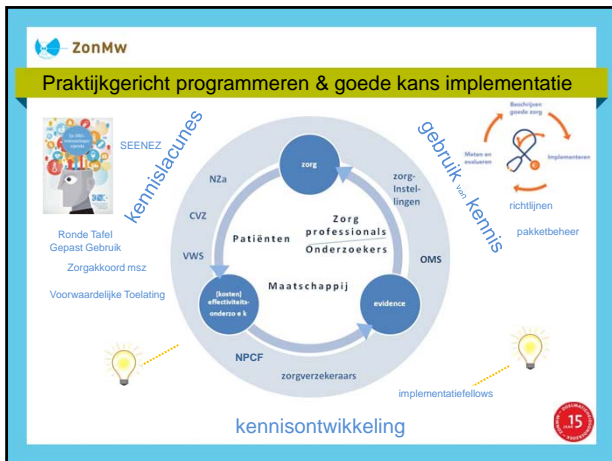 ZonMw
Praktijkgericht programmeren & goede kans implementatie
SEENEZ
kennislacunes
Ronde Tafel
Gepast Gebruik
Zorgakkoord msz
Voorwaardelijke Toelating
NZa
CVZ
VWS
zorg
Patiënten
Zorg
professionals
Onderzoekers
Maatschappij
(kosten)
effectiviteits-
onderzo e k
evidence
NPCF
zorgverzekeraars
zorg-
Instel-
lingen
OMS
gebruik van kennis
Beschrijven
goede zorg
Meten en
evalueren
Implementeren
richtlijnen
pakketbeheer
implementatiefellows
kennisontwikkeling
15
JAAR